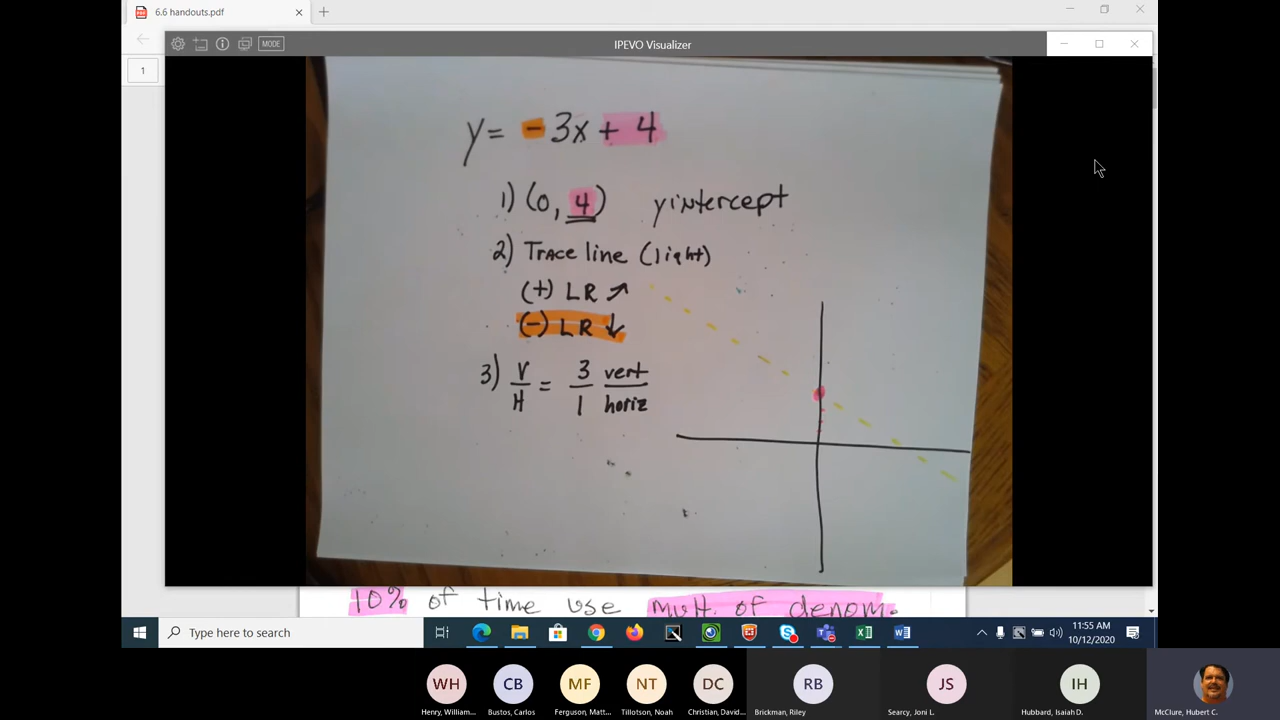 6.6 handouts.pdf
MODE
IPEVO Visualizer
1
y = - 3x + 4
1) (0, 4) y intercept
2) Trace line (light)
(+) LR ↗
(-) LR ↓
3) V/H = 3/1 vert/horiz
10% of time use mult. of denom.
Type here to search
11:55 AM
10/12/2020
WH
CB
MF
NT
DC
RB
JS
IH
Henry, William...
Bustos, Carlos
Ferguson, Matt...
Tillotson, Noah
Christian, David...
Brickman, Riley
Searcy, Joni L.
Hubbard, Isaiah D.
McClure, Hubert C.